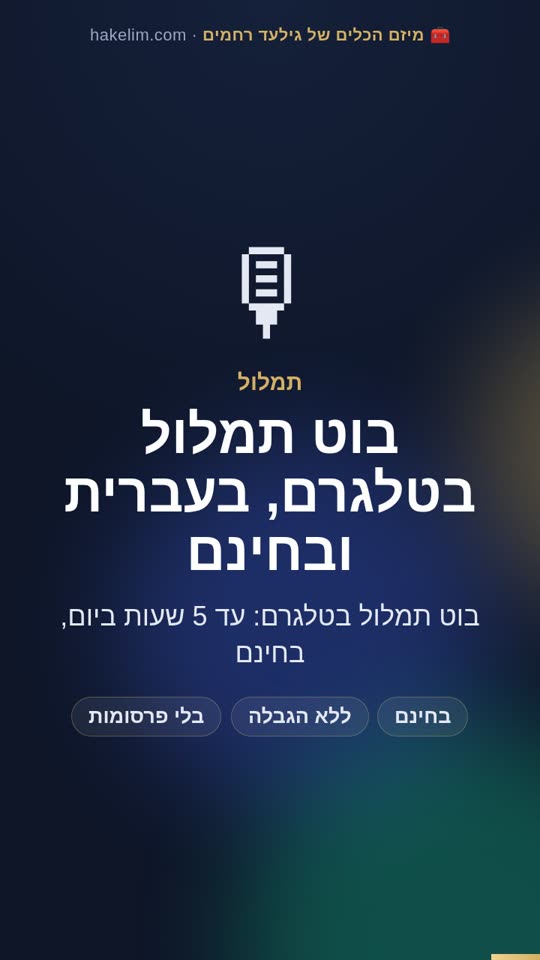 🧰 מיזם הכלים של גילעד רחמים · hakelim.com
תמלול
בוט תמלול
בטלגרם, בעברית
ובחינם
בוט תמלול בטלגרם: עד 5 שעות ביום,
בחינם
בחינם
ללא הגבלה
בלי פרסומות